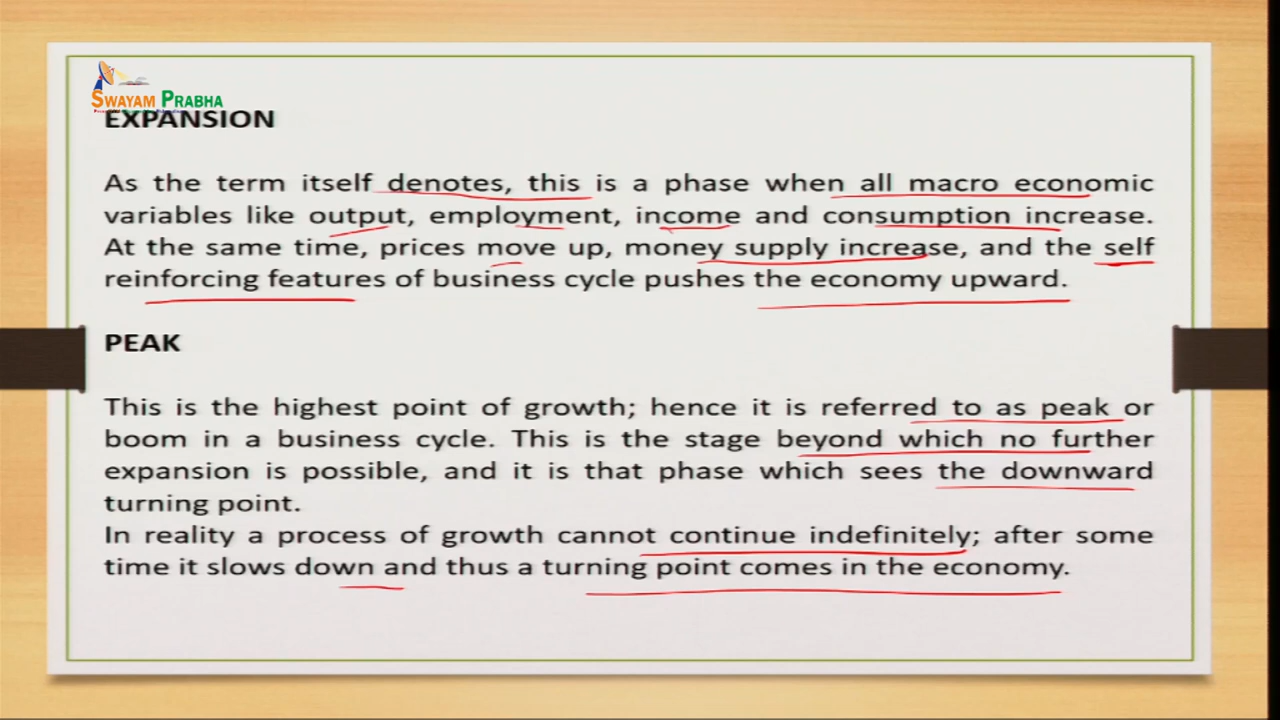 SWAYAM PRABHA
EXPANSION
As the term itself denotes, this is a phase when all macro economic
variables like output, employment, income and consumption increase.
At the same time, prices move up, money supply increase, and the self
reinforcing features of business cycle pushes the economy upward.
PEAK
This is the highest point of growth; hence it is referred to as peak or
boom in a business cycle. This is the stage beyond which no further
expansion is possible, and it is that phase which sees the downward
turning point.
In reality a process of growth cannot continue indefinitely; after some
time it slows down and thus a turning point comes in the economy.